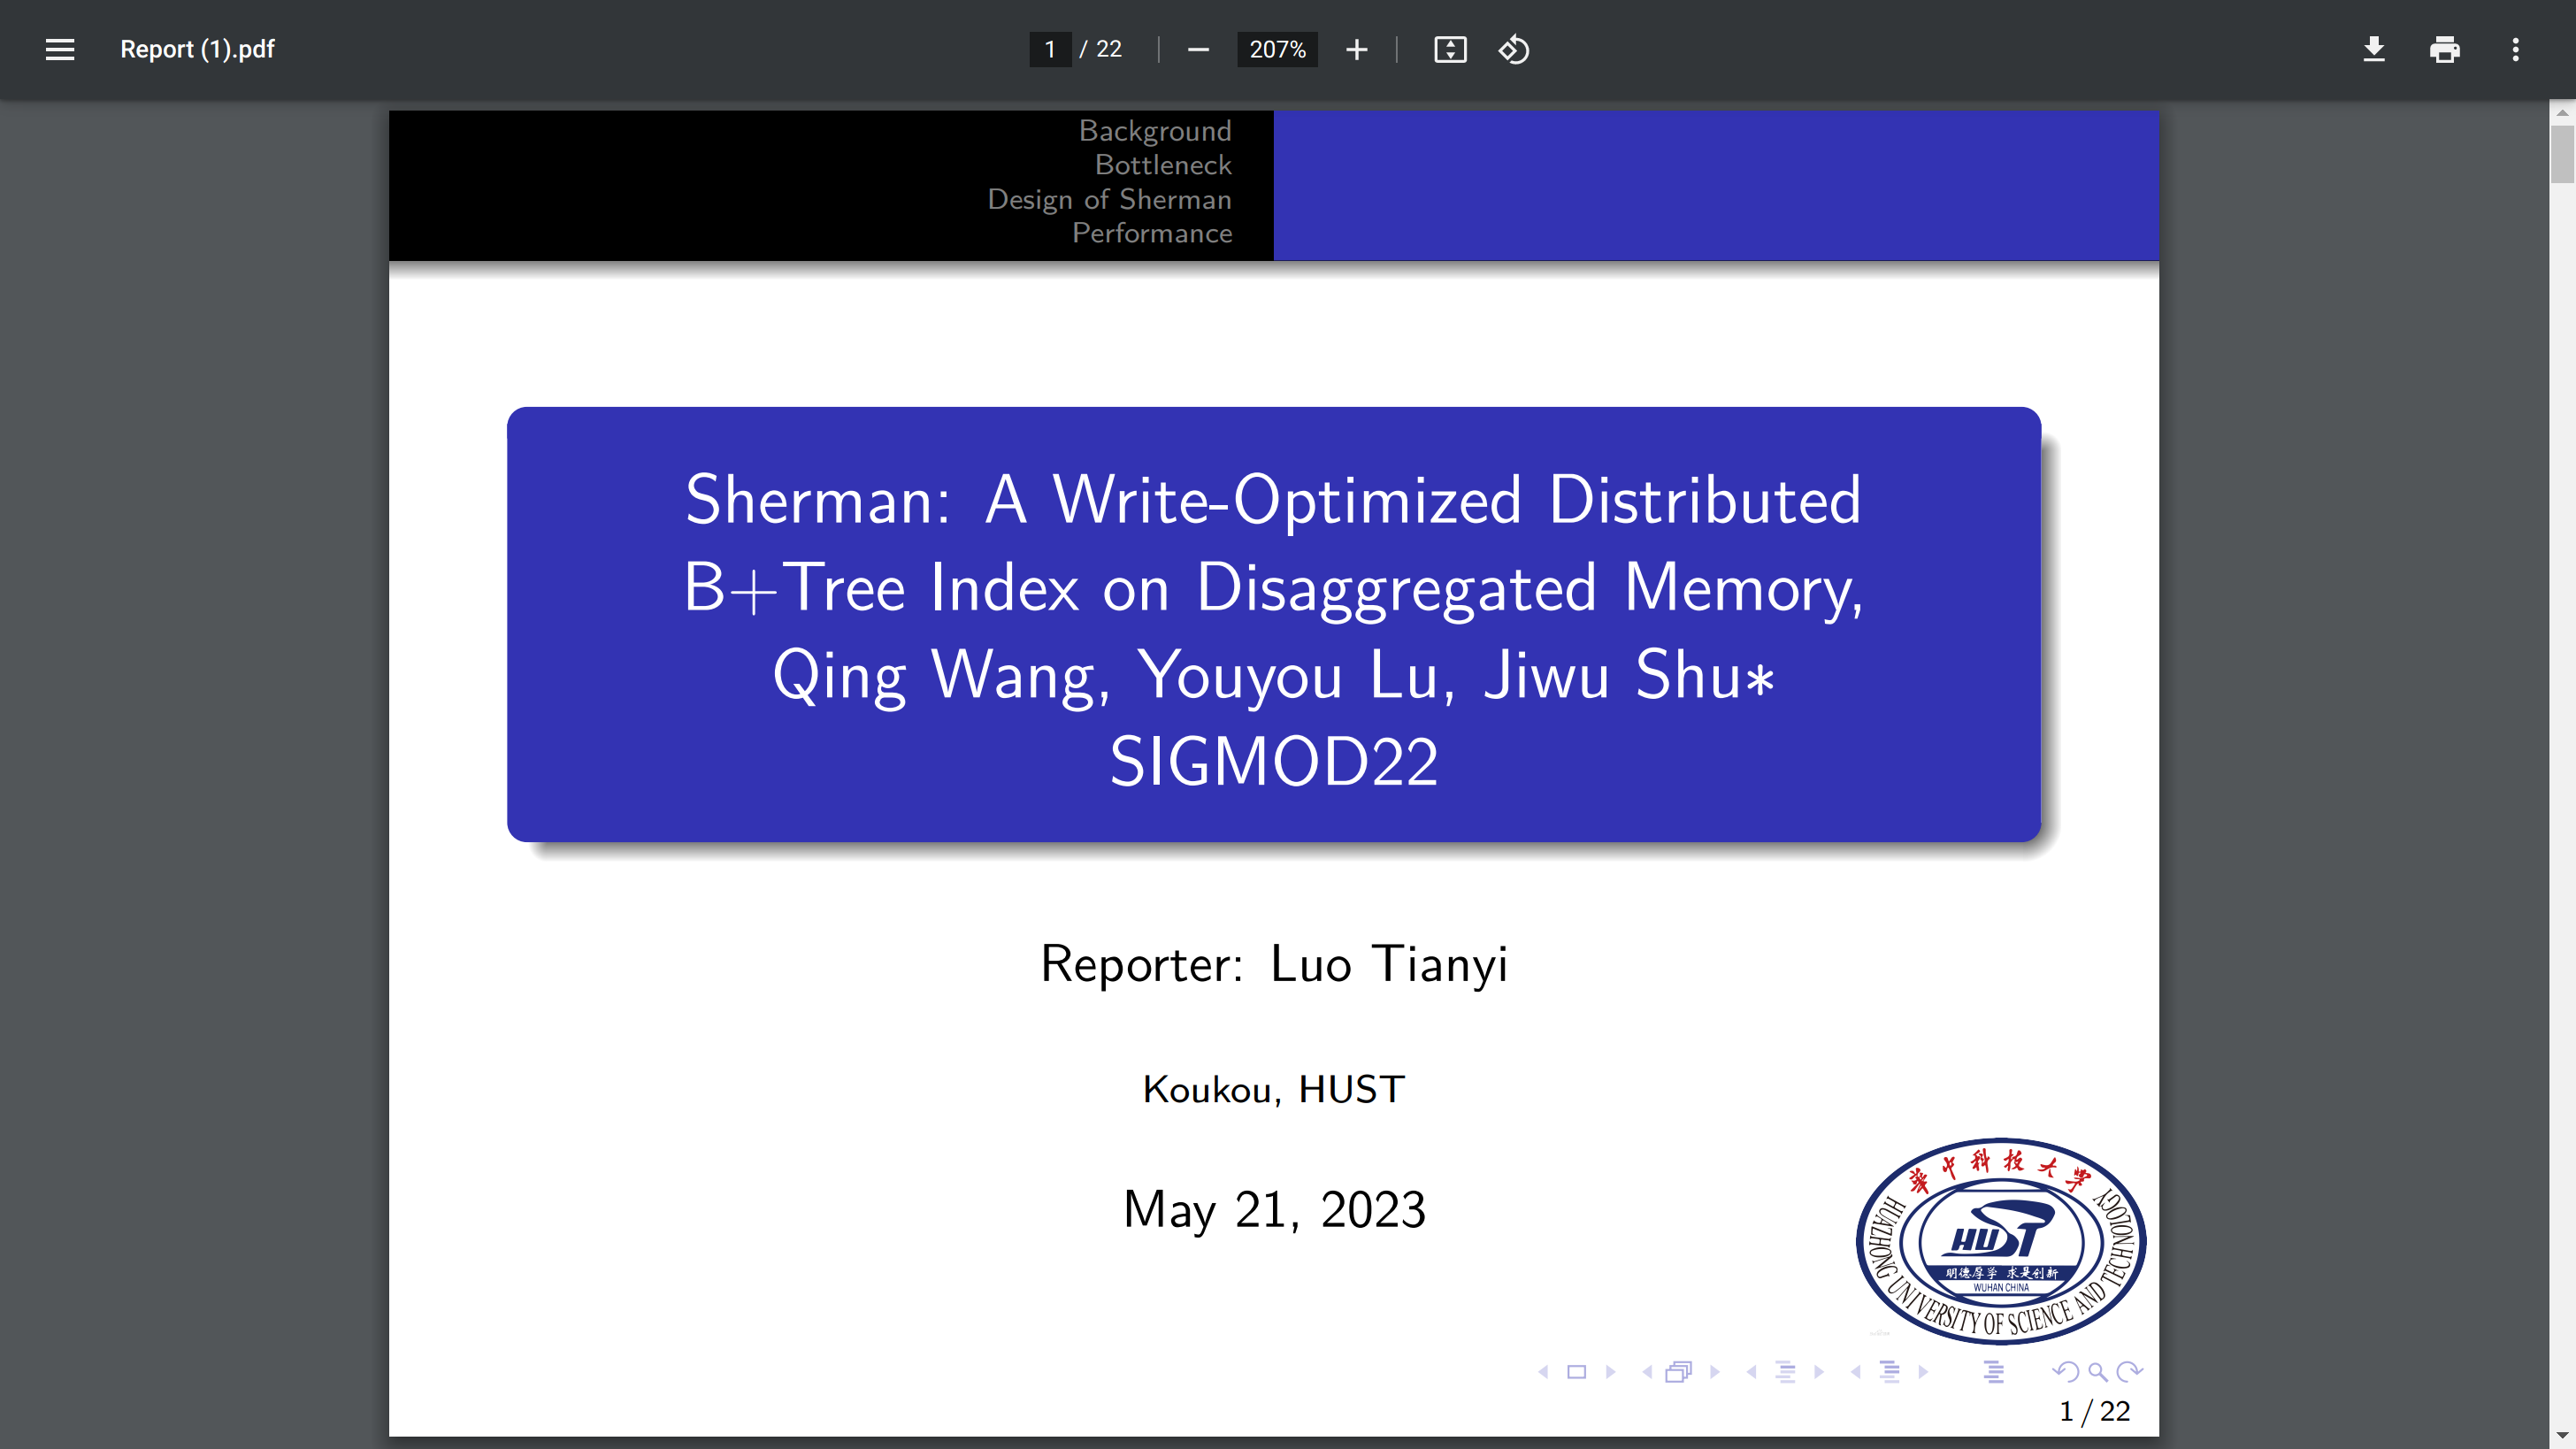 Report (1).pdf
1 / 22
207%
Background
Bottleneck
Design of Sherman
Performance
Sherman: A Write-Optimized Distributed
B+Tree Index on Disaggregated Memory,
Qing Wang, Youyou Lu, Jiwu Shu*
SIGMOD22
Reporter: Luo Tianyi
Koukou, HUST
May 21, 2023
華中科技大学
HUST
明德厚学 求是创新
WUHAN CHINA
HUAZHONG UNIVERSITY OF SCIENCE AND TECHNOLOGY
1 / 22